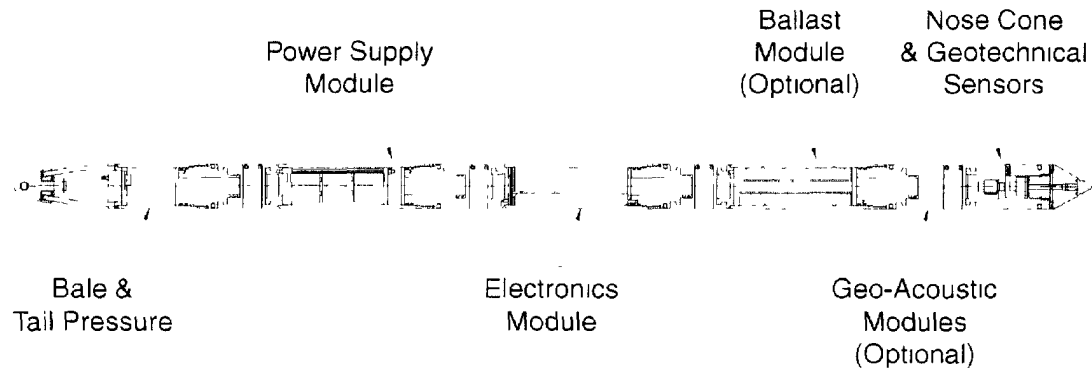 Power Supply
Module
Ballast
Module
(Optional)
Nose Cone
& Geotechnical
Sensors
Bale &
Tail Pressure
Electronics
Module
Geo-Acoustic
Modules
(Optional)